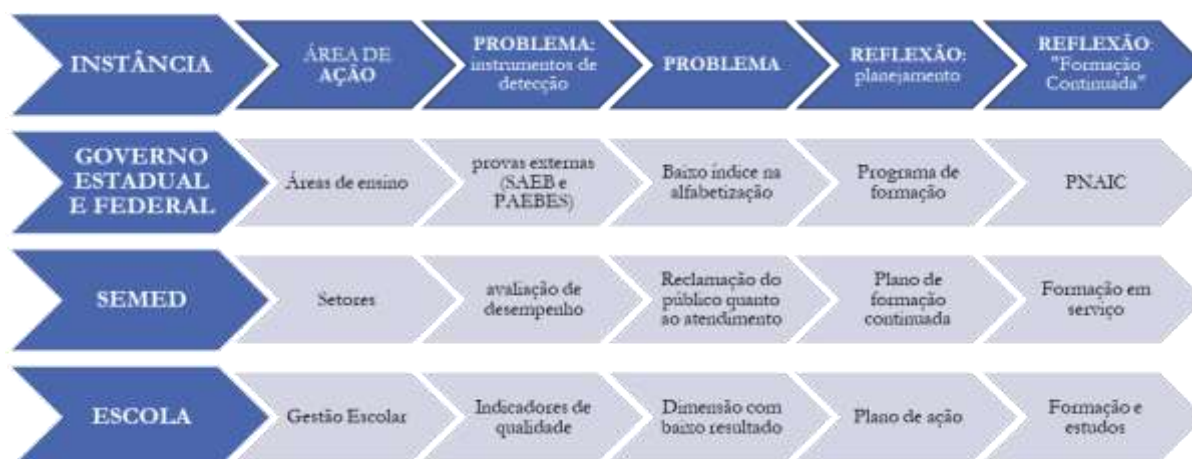 INSTÂNCIA
ÁREA DE
AÇÃO
PROBLEMA:
instrumentos de
detecção
PROBLEMA
REFLEXÃO:
planejamento
REFLEXÃO:
"Formação
Continuada"
GOVERNO
ESTADUAL
E FEDERAL
Áreas de ensino
provas externas
(SAEB e
PAEBES)
Baixo índice na
alfabetização
Programa de
formação
PNAIC
SEMED
Setores
avaliação de
desempenho
Reclamação do
público quanto
ao atendimento
Plano de
formação
continuada
Formação em
serviço
ESCOLA
Gestão Escolar
Indicadores de
qualidade
Dimensão com
baixo resultado
Plano de ação
Formação e
estudos